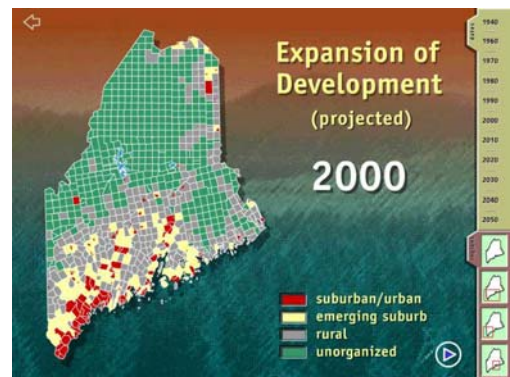 Expansion of
Development
(projected)
2000
suburban/urban
emerging suburb
rural
unorganized
1940
1960
1970
1980
1990
2000
2010
2020
2030
2040
2050